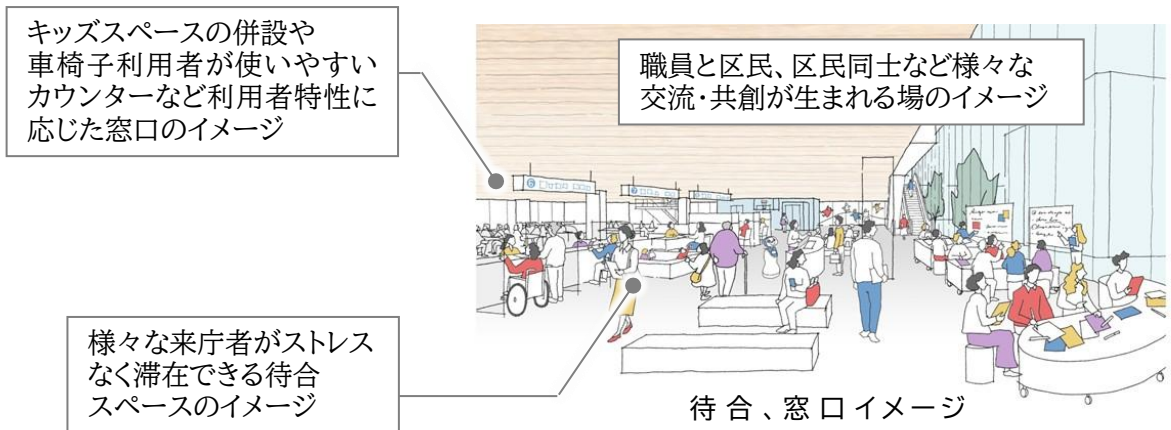 キッズスペースの併設や
車椅子利用者が使いやすい
カウンターなど利用者特性に
応じた窓口のイメージ
職員と区民、区民同士など様々な
交流・共創が生まれる場のイメージ
様々な来庁者がストレス
なく滞在できる待合
スペースのイメージ
待合、窓口イメージ